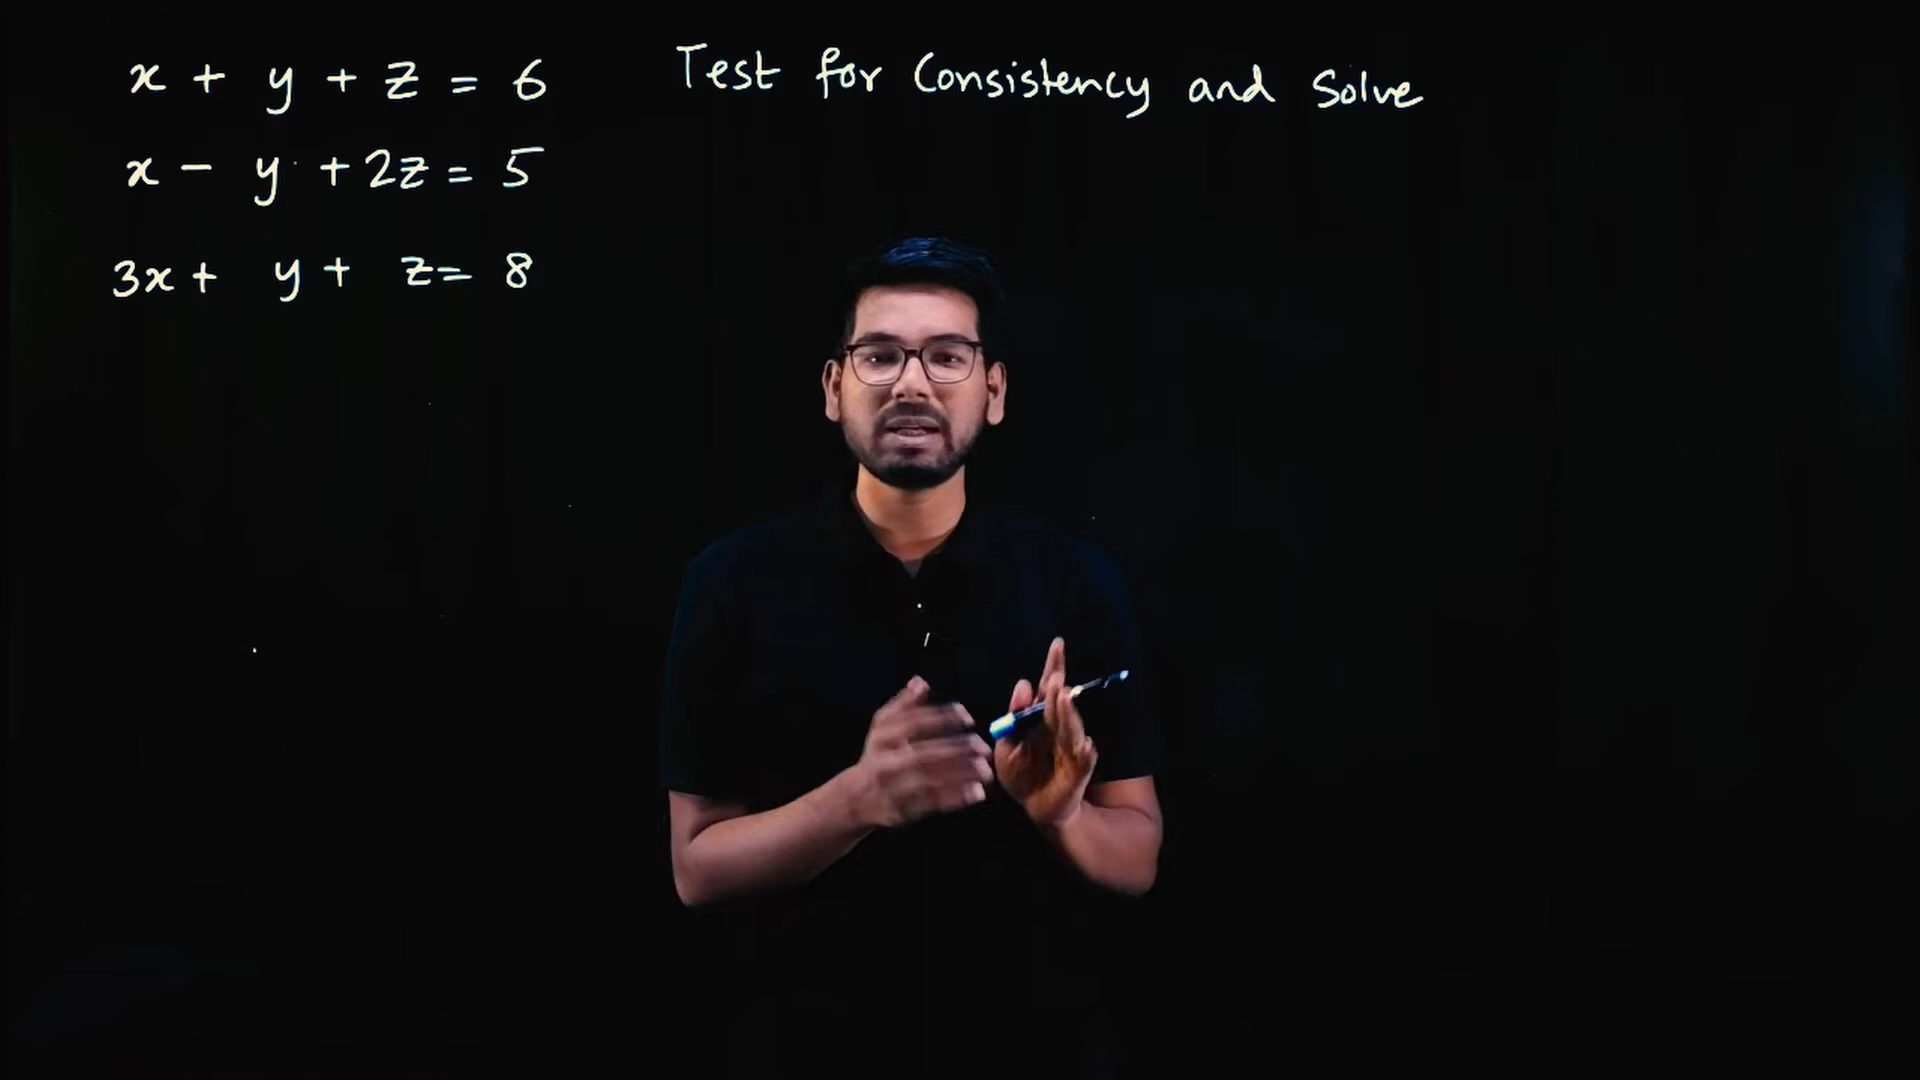 x + y + z = 6
Test for Consistency and Solve
x - y + 2z = 5
3x + y + z = 8